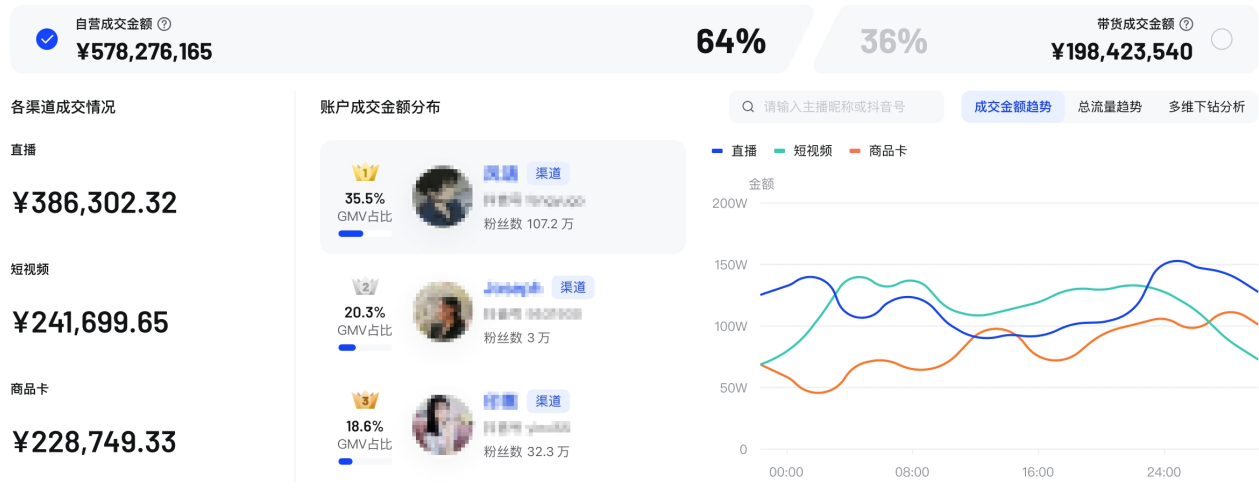 自营成交金额 ?
¥578,276,165
64%
36%
带货成交金额 ?
¥198,423,540
各渠道成交情况
直播
¥386,302.32
短视频
¥241,699.65
商品卡
¥228,749.33
账户成交金额分布
1
35.5%
GMV占比
渠道
粉丝数 107.2 万
2
20.3%
GMV占比
渠道
粉丝数 3 万
3
18.6%
GMV占比
渠道
粉丝数 32.3 万
请输入主播昵称或抖音号
成交金额趋势 总流量趋势 多维下钻分析
直播 短视频 商品卡
金额
200W
150W
100W
50W
0
00:00 08:00 16:00 24:00